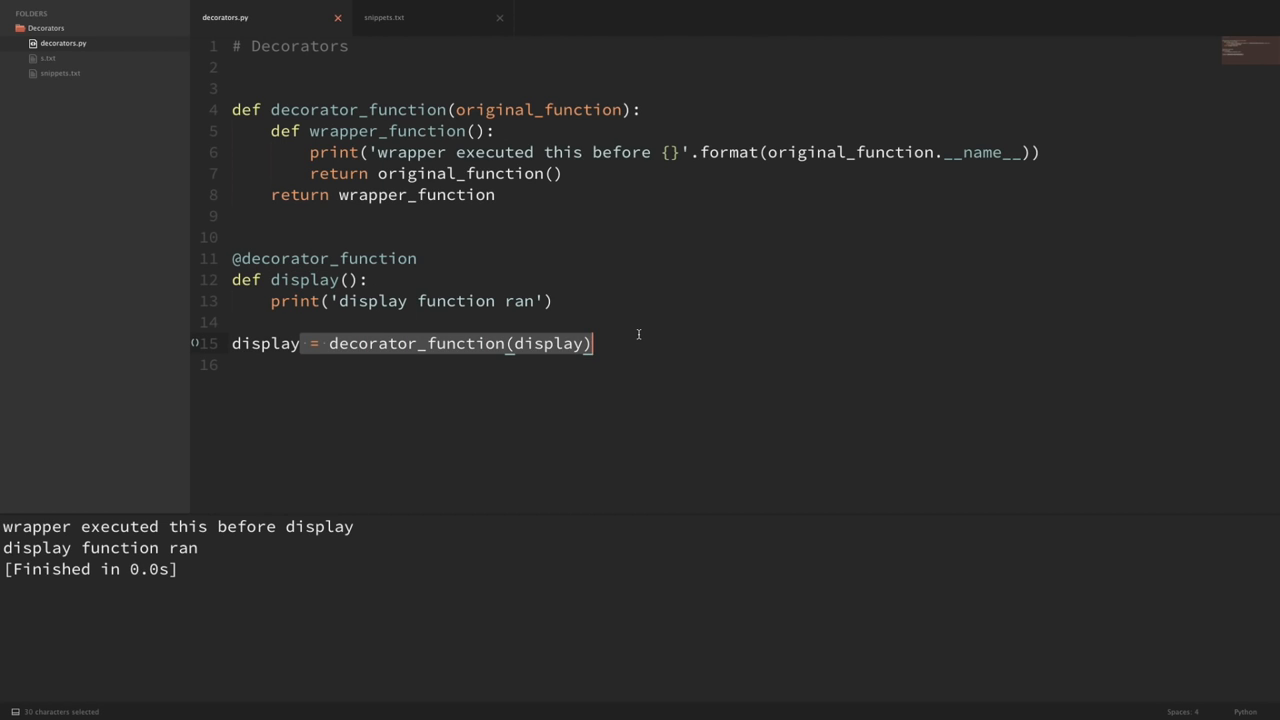 FOLDERS
Decorators
decorators.py
s.txt
snippets.txt
decorators.py
snippets.txt
1 # Decorators
2
3
4 def decorator_function(original_function):
5     def wrapper_function():
6         print('wrapper executed this before {}'.format(original_function.__name__))
7         return original_function()
8     return wrapper_function
9
10
11 @decorator_function
12 def display():
13     print('display function ran')
14
15 display = decorator_function(display)
16
wrapper executed this before display
display function ran
[Finished in 0.0s]
30 characters selected
Spaces: 4
Python